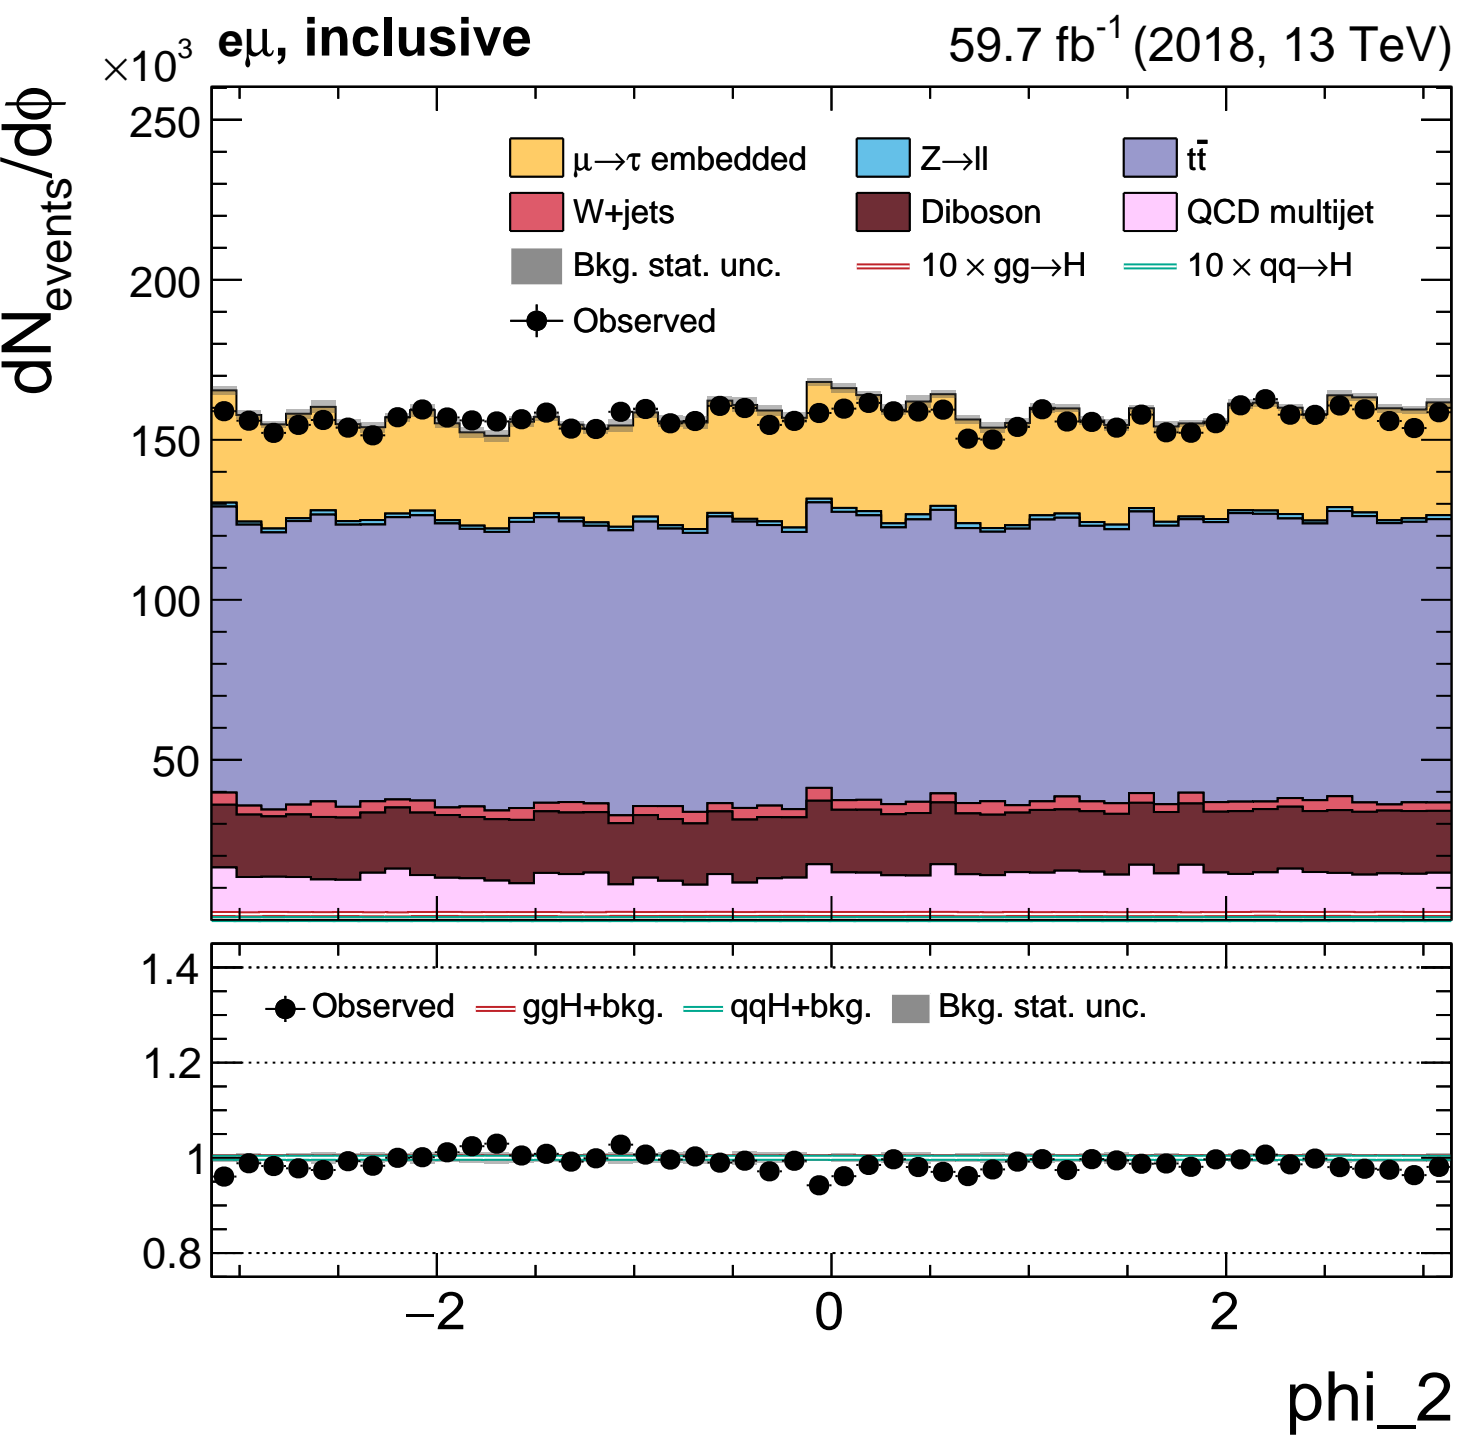 eμ, inclusive 59.7 fb⁻¹ (2018, 13 TeV)
×10³
dN_events/dϕ
250
μ→τ embedded Z→ll tt̄
W+jets Diboson QCD multijet
200
Bkg. stat. unc. 10 × gg→H 10 × qq→H
Observed
150
100
50
1.4
Observed ggH+bkg. qqH+bkg. Bkg. stat. unc.
1.2
1
0.8
−2 0 2
phi_2